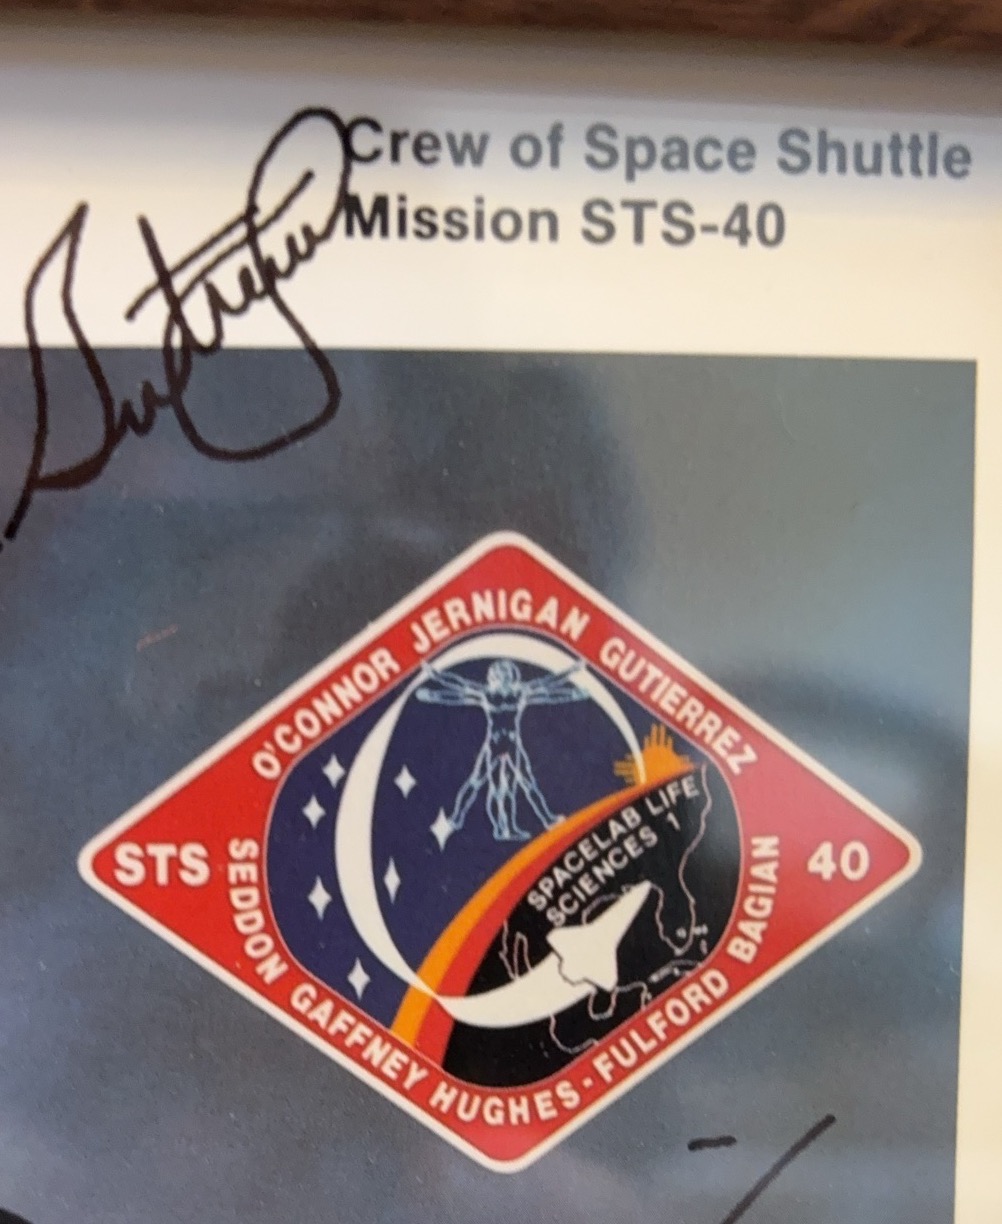 Crew of Space Shuttle
Mission STS-40
O'CONNOR JERNIGAN GUTIERREZ
SPACELAB LIFE
SCIENCES 1
STS
40
SEDDON GAFFNEY HUGHES-FULFORD BAGIAN